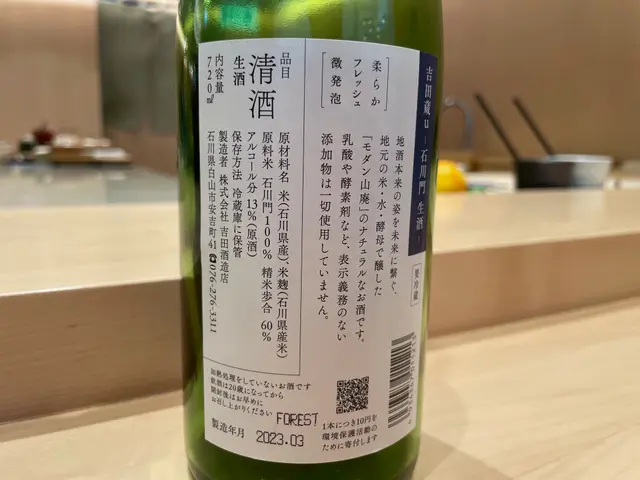 吉田蔵u - 石川門 生酒 -
要冷蔵
地酒本来の姿を未来に繋ぐ、
地元の米・水・酵母で醸した
「モダン山廃」のナチュラルなお酒です。
乳酸や酵素剤など、表示義務のない
添加物は一切使用していません。
柔らか
フレッシュ
微発泡
品目
清酒
生酒
内容量
720㎖
原材料名 米(石川県産)、米麹(石川県産)
原料米 石川門100% 精米歩合 60%
アルコール分 13%(原酒)
保存方法 冷蔵庫に保管
製造者 株式会社 吉田酒造店
石川県白山市安吉町41 ☎076-276-3311
加熱処理をしていないお酒です
飲酒は20歳になってから
開封後はお早めに
お召し上がりください
FOREST
製造年月 2023.03
1本につき10円を
環境保護活動の
ために寄付します